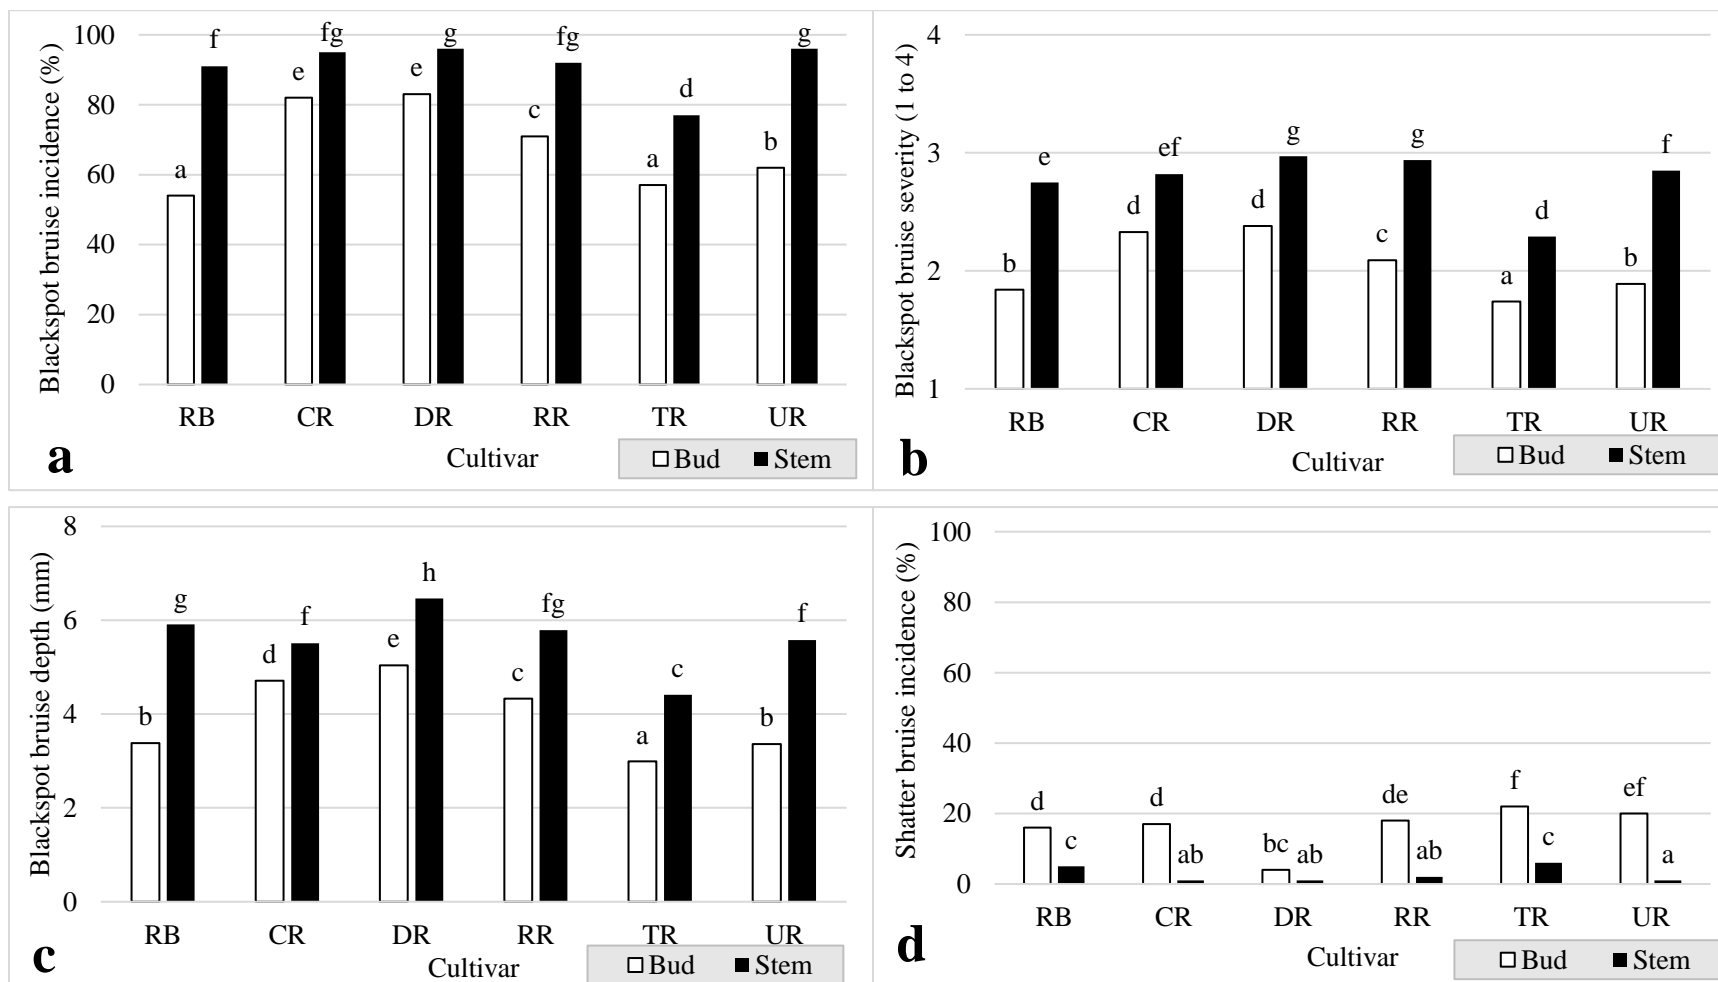 Blackspot bruise incidence (%)
100
80
60
40
20
0
a f e fg e g c fg a d b g
RB CR DR RR TR UR
Cultivar
Bud Stem
a
Blackspot bruise severity (1 to 4)
4
3
2
1
b e d ef d g c g a d b f
RB CR DR RR TR UR
Cultivar
Bud Stem
b
Blackspot bruise depth (mm)
8
6
4
2
0
b g d f e h c fg a c b f
RB CR DR RR TR UR
Cultivar
Bud Stem
c
Shatter bruise incidence (%)
100
80
60
40
20
0
d c d ab bc ab de ab f c ef a
RB CR DR RR TR UR
Cultivar
Bud Stem
d